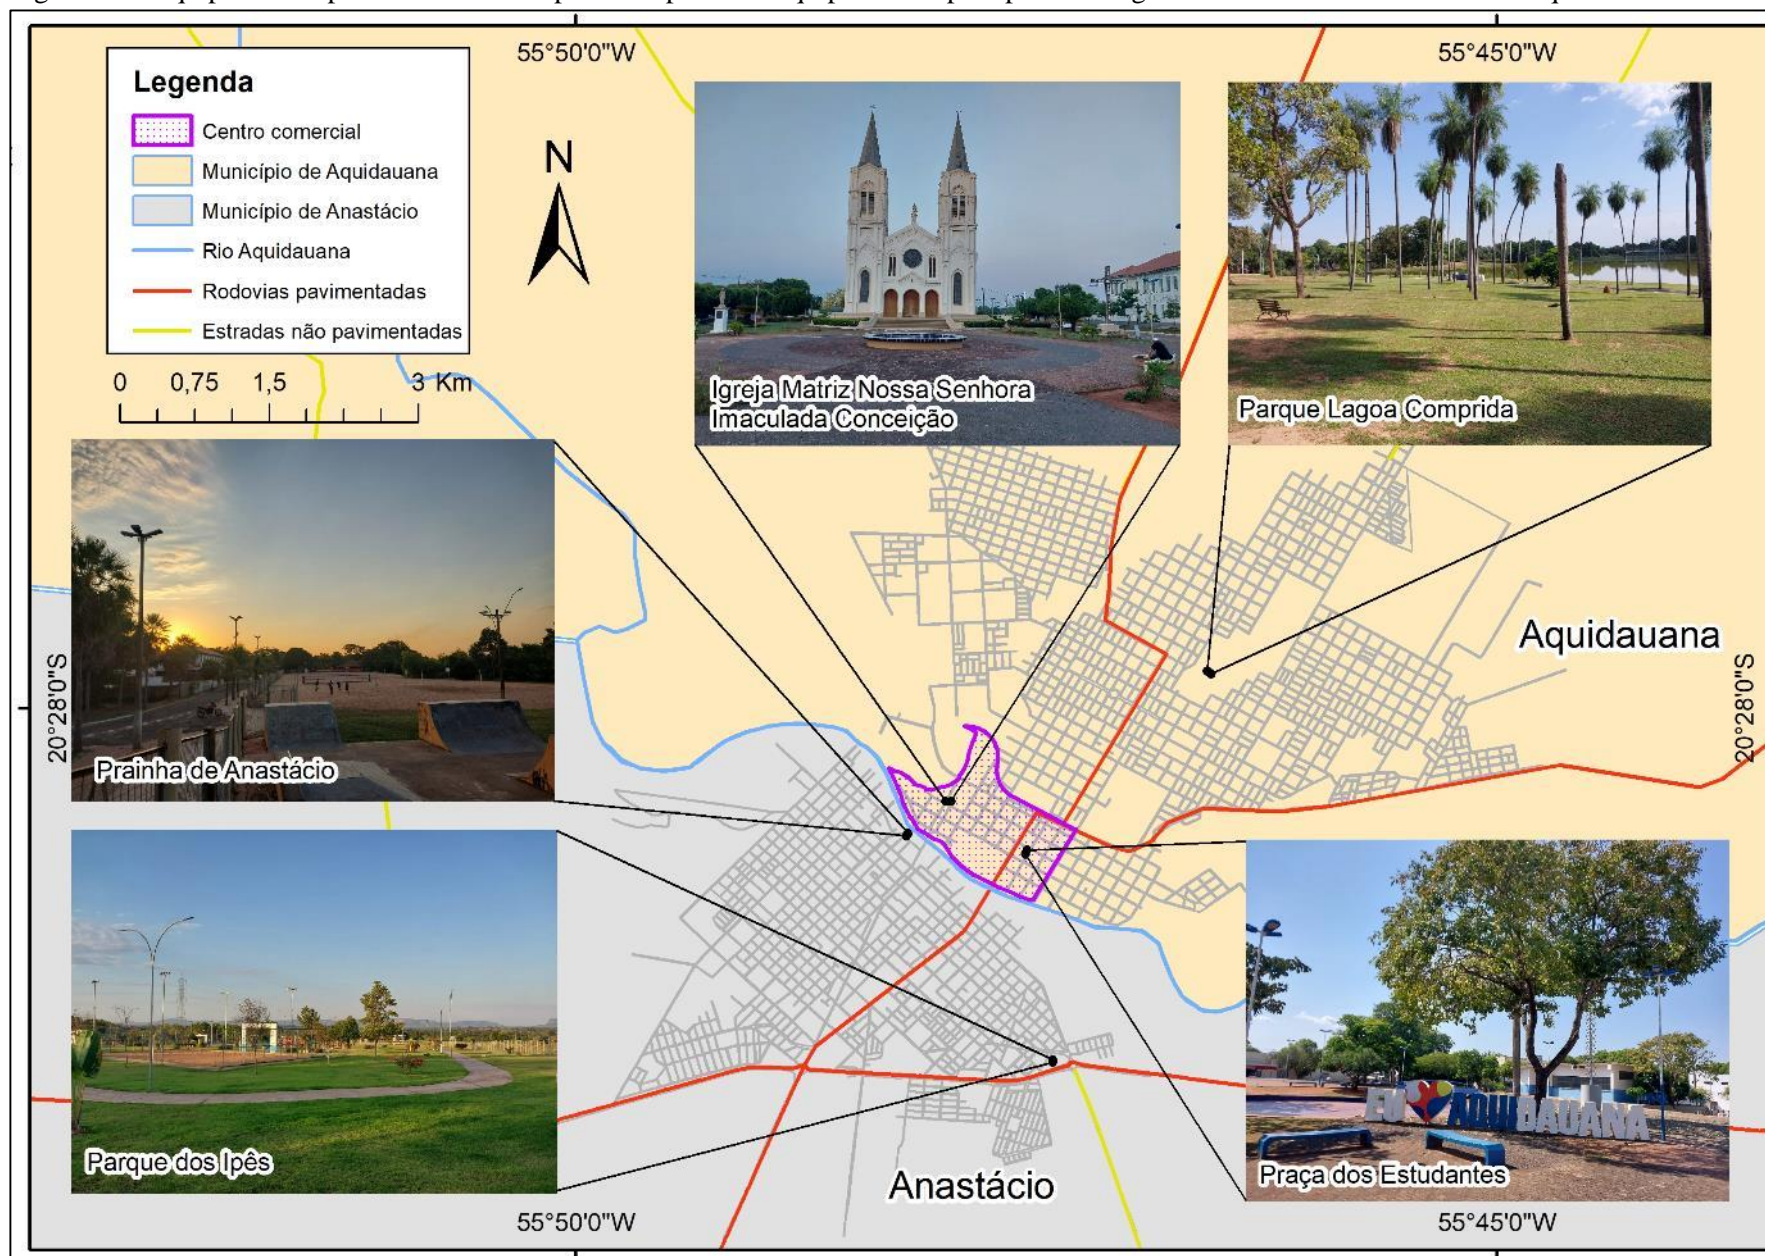 55°50'0"W
55°45'0"W
Legenda
Centro comercial
Município de Aquidauana
Município de Anastácio
Rio Aquidauana
Rodovias pavimentadas
Estradas não pavimentadas
N
0 0,75 1,5 3 Km
Igreja Matriz Nossa Senhora
Imaculada Conceição
Parque Lagoa Comprida
Aquidauana
20°28'0"S
20°28'0"S
Prainha de Anastácio
Parque dos Ipês
Anastácio
EU AQUIDAUANA
Praça dos Estudantes
55°50'0"W
55°45'0"W